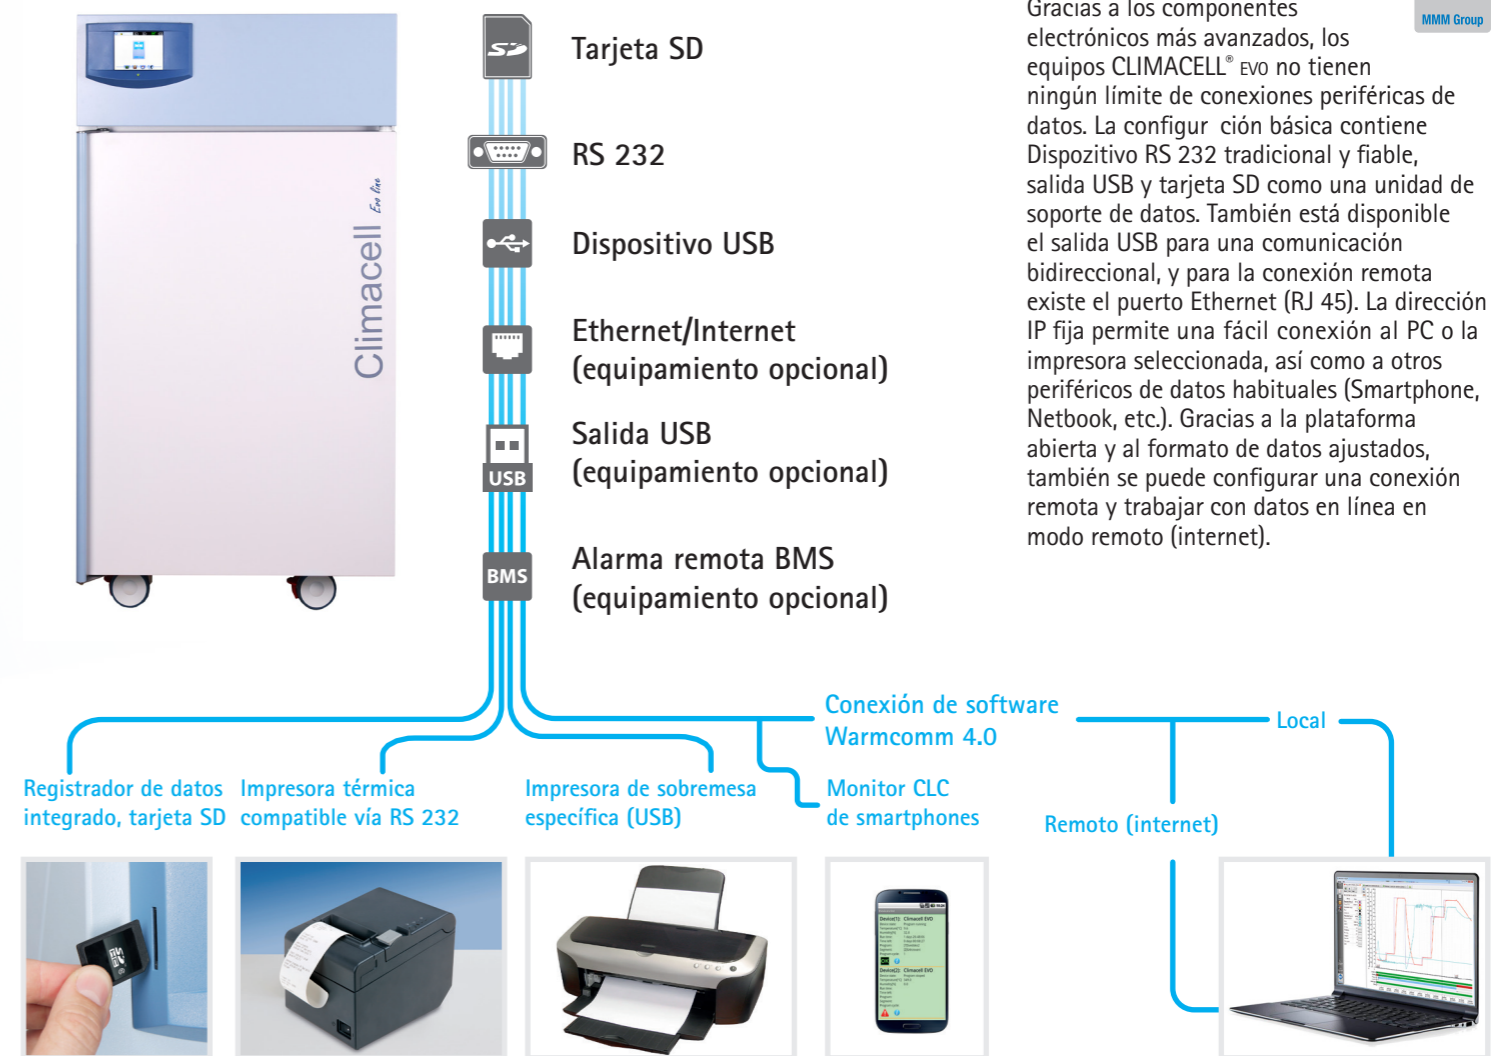 Climacell Evo line
Tarjeta SD
RS 232
Dispositivo USB
Ethernet/Internet
(equipamiento opcional)
USB
Salida USB
(equipamiento opcional)
BMS
Alarma remota BMS
(equipamiento opcional)
MMM Group
Gracias a los componentes
electrónicos más avanzados, los
equipos CLIMACELL® EVO no tienen
ningún límite de conexiones periféricas de
datos. La configur ción básica contiene
Dispozitivo RS 232 tradicional y fiable,
salida USB y tarjeta SD como una unidad de
soporte de datos. También está disponible
el salida USB para una comunicación
bidireccional, y para la conexión remota
existe el puerto Ethernet (RJ 45). La dirección
IP fija permite una fácil conexión al PC o la
impresora seleccionada, así como a otros
periféricos de datos habituales (Smartphone,
Netbook, etc.). Gracias a la plataforma
abierta y al formato de datos ajustados,
también se puede configurar una conexión
remota y trabajar con datos en línea en
modo remoto (internet).
Conexión de software
Warmcomm 4.0
Local
Registrador de datos
integrado, tarjeta SD
Impresora térmica
compatible vía RS 232
Impresora de sobremesa
específica (USB)
Monitor CLC
de smartphones
Remoto (internet)
Device(1): Climacell EVO
Device(2): Climacell EVO